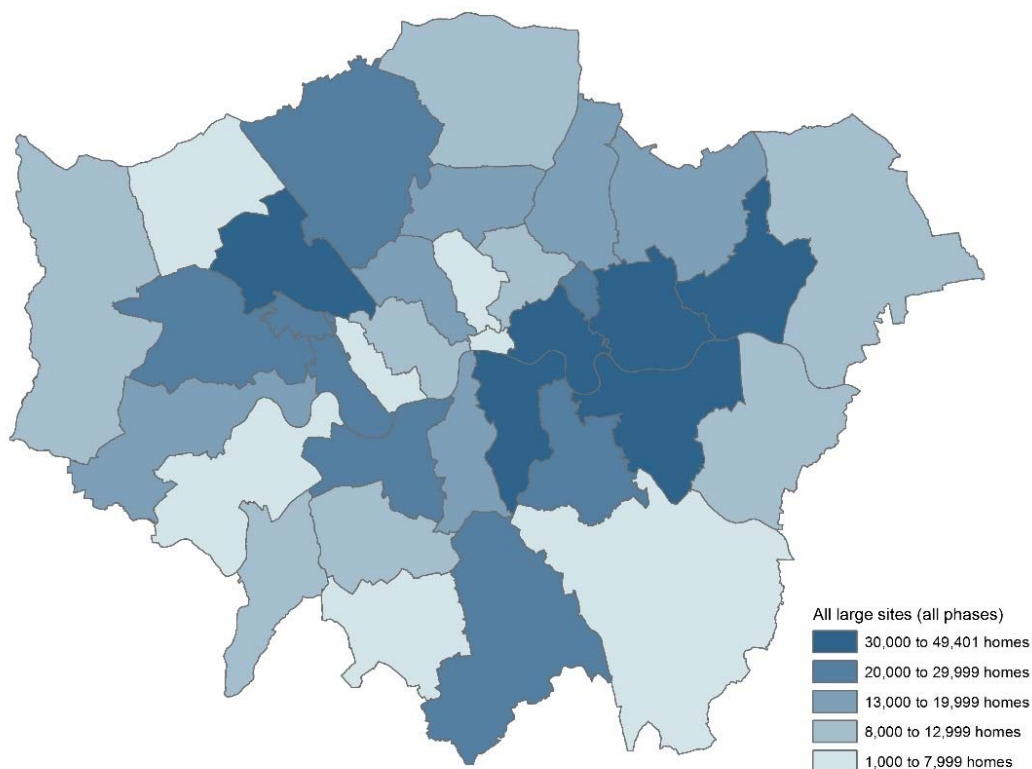 All large sites (all phases)
30,000 to 49,401 homes
20,000 to 29,999 homes
13,000 to 19,999 homes
8,000 to 12,999 homes
1,000 to 7,999 homes